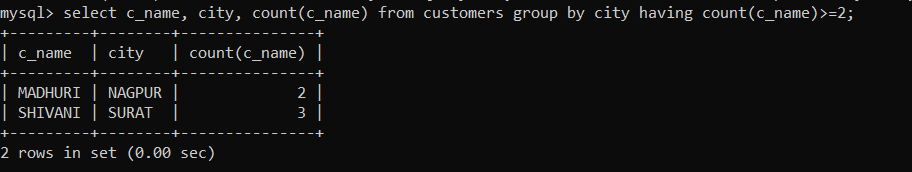 mysql> select c_name, city, count(c_name) from customers group by city having count(c_name)>=2;
+---------+--------+---------------+
| c_name  | city   | count(c_name) |
+---------+--------+---------------+
| MADHURI | NAGPUR |             2 |
| SHIVANI | SURAT  |             3 |
+---------+--------+---------------+
2 rows in set (0.00 sec)